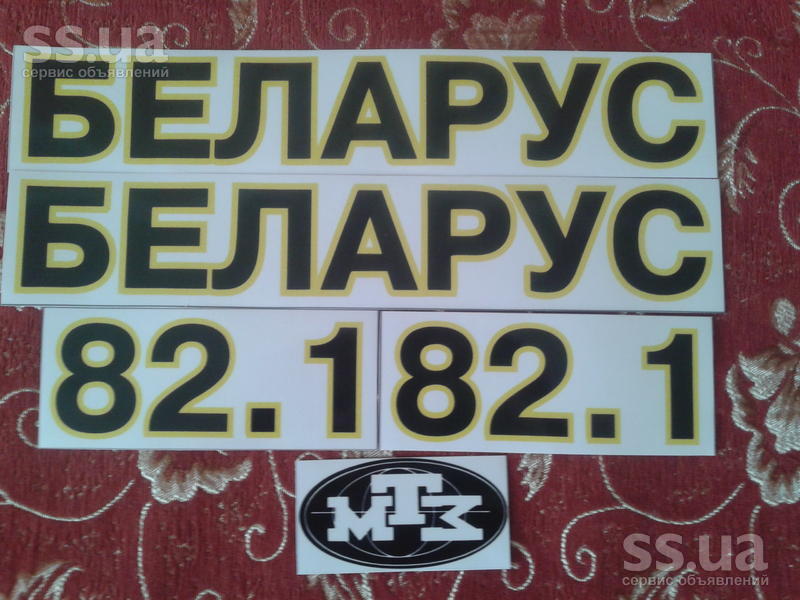 ss.ua
сервис объявлений
БЕЛАРУС
БЕЛАРУС
82.1 82.1
МТЗ
ss.ua
сервис объявлений